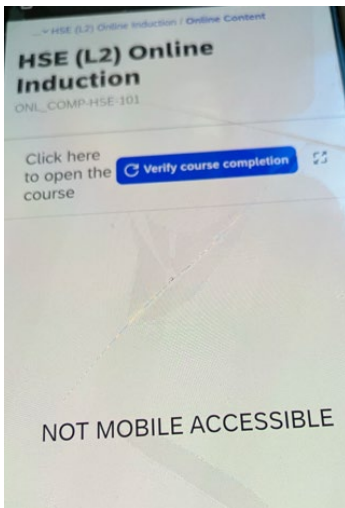 ... HSE (L2) Online Induction / Online Content
HSE (L2) Online
Induction
ONL_COMP-HSE-101
Click here
to open the
course
Verify course completion
NOT MOBILE ACCESSIBLE